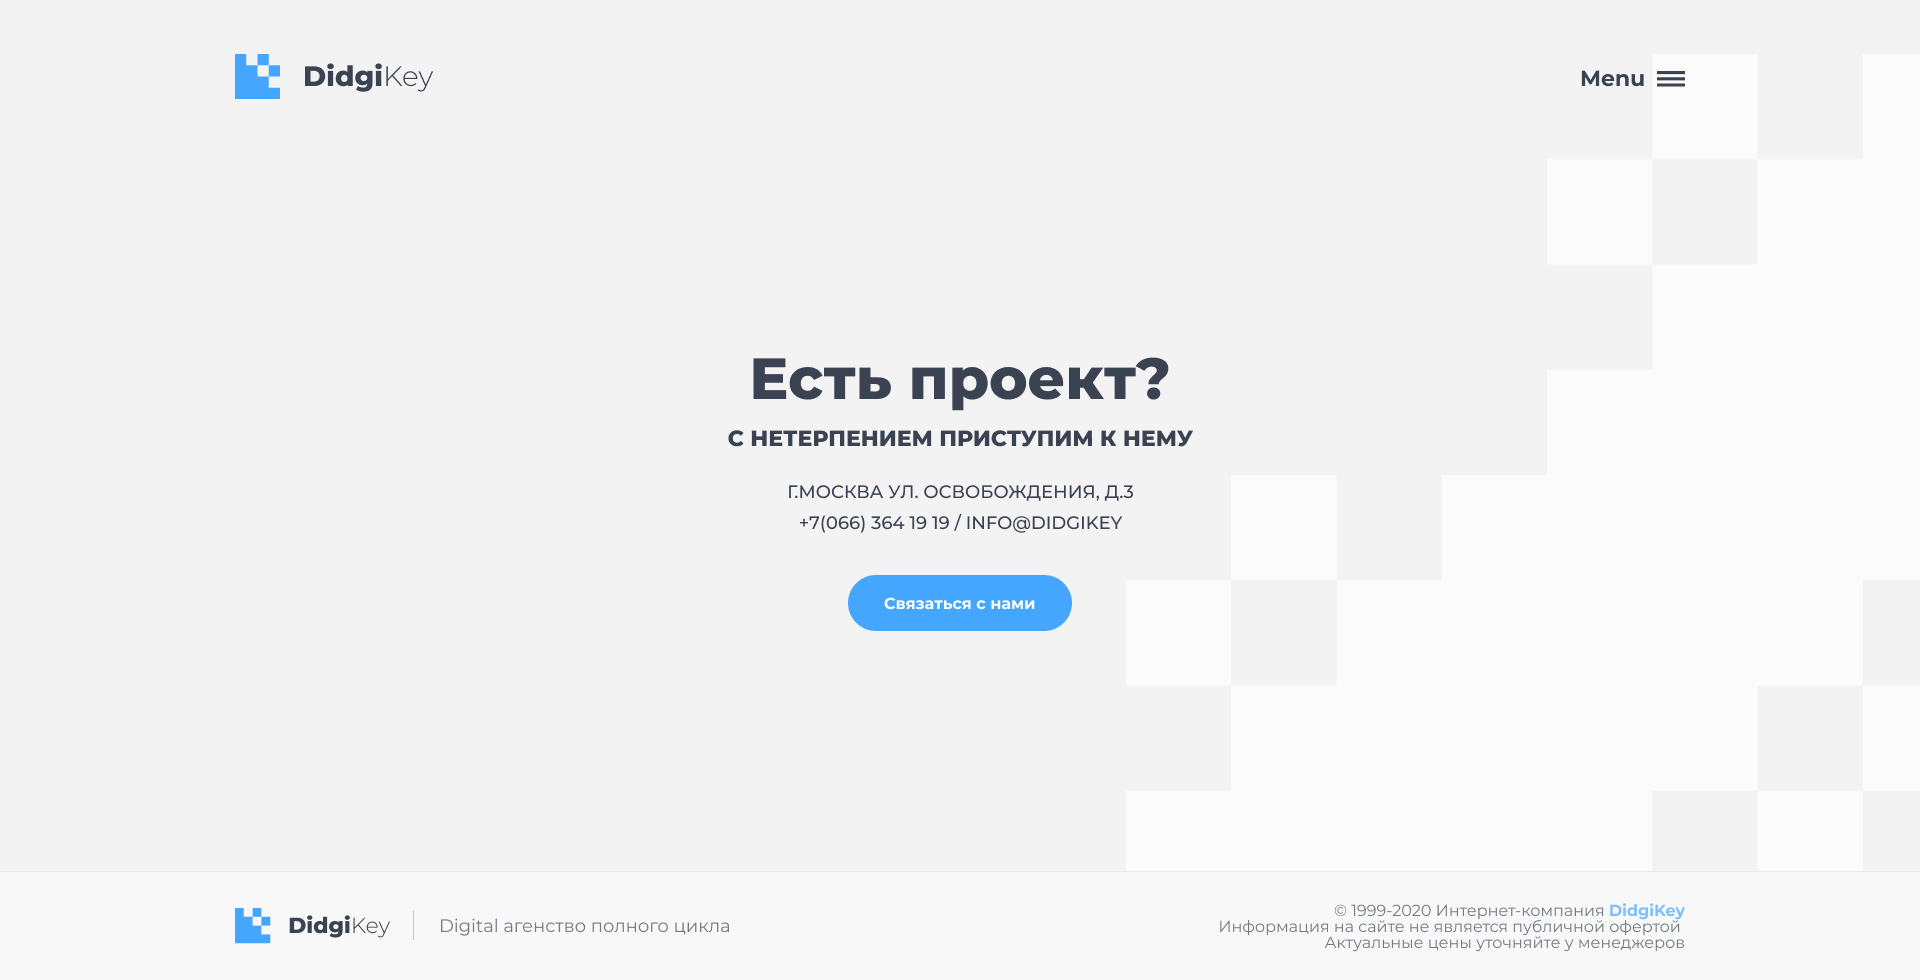 DidgiKey
Menu
Есть проект?
С НЕТЕРПЕНИЕМ ПРИСТУПИМ К НЕМУ
Г.МОСКВА УЛ. ОСВОБОЖДЕНИЯ, Д.3
+7(066) 364 19 19 / INFO@DIDGIKEY
Связаться с нами
DidgiKey
Digital агенство полного цикла
© 1999-2020 Интернет-компания DidgiKey
Информация на сайте не является публичной офертой
Актуальные цены уточняйте у менеджеров